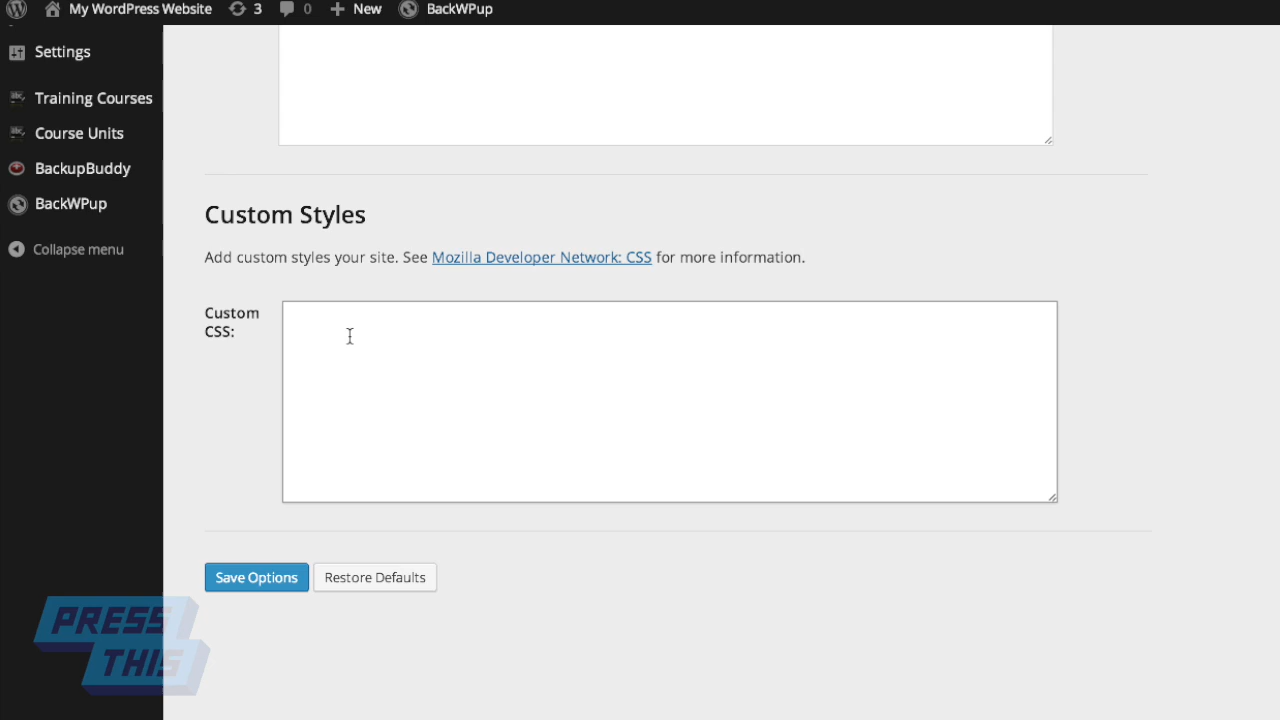 My WordPress Website 3 0 New BackWPup
Settings
Training Courses
Course Units
BackupBuddy
BackWPup
Collapse menu
Custom Styles
Add custom styles your site. See Mozilla Developer Network: CSS for more information.
Custom
CSS:
Save Options Restore Defaults
PRESS
THIS